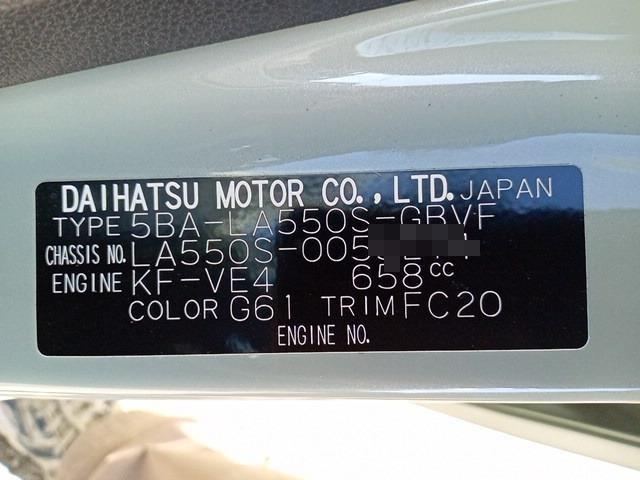 DAIHATSU MOTOR CO., LTD. JAPAN
TYPE 5BA-LA550S-GBVF
CHASSIS NO. LA550S-005
ENGINE KF-VE4 658cc
COLOR G61 TRIM FC20
ENGINE NO.